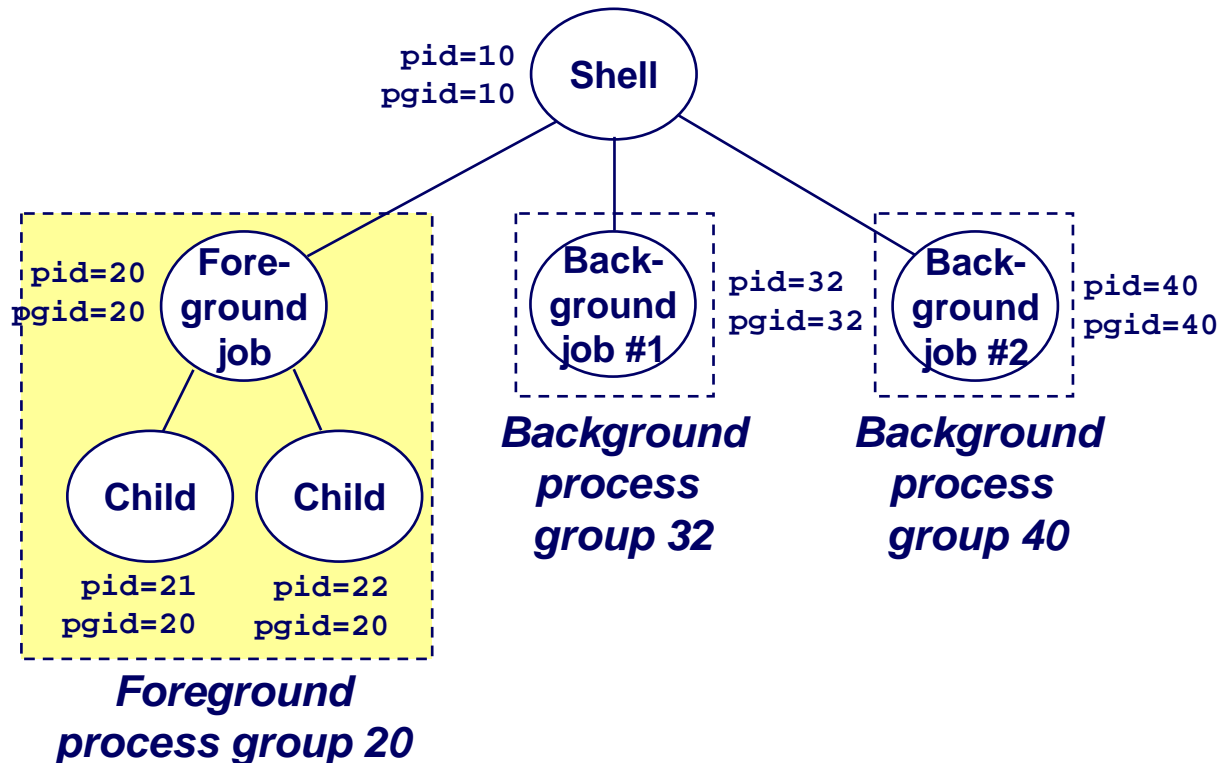 pid=10
pgid=10
Shell
pid=20
pgid=20
Fore-
ground
job
Back-
ground
job #1
pid=32
pgid=32
Back-
ground
job #2
pid=40
pgid=40
Child
Child
pid=21
pgid=20
pid=22
pgid=20
Background
process
group 32
Background
process
group 40
Foreground
process group 20